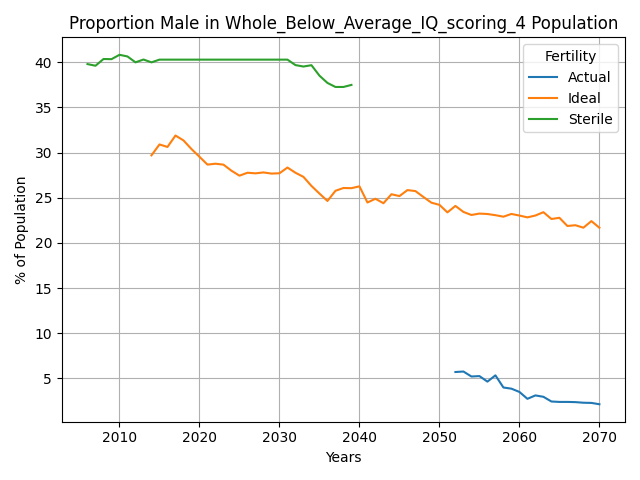 Proportion Male in Whole_Below_Average_IQ_scoring_4 Population
Fertility
Actual
Ideal
Sterile
% of Population
40
35
30
25
20
15
10
5
2010 2020 2030 2040 2050 2060 2070
Years